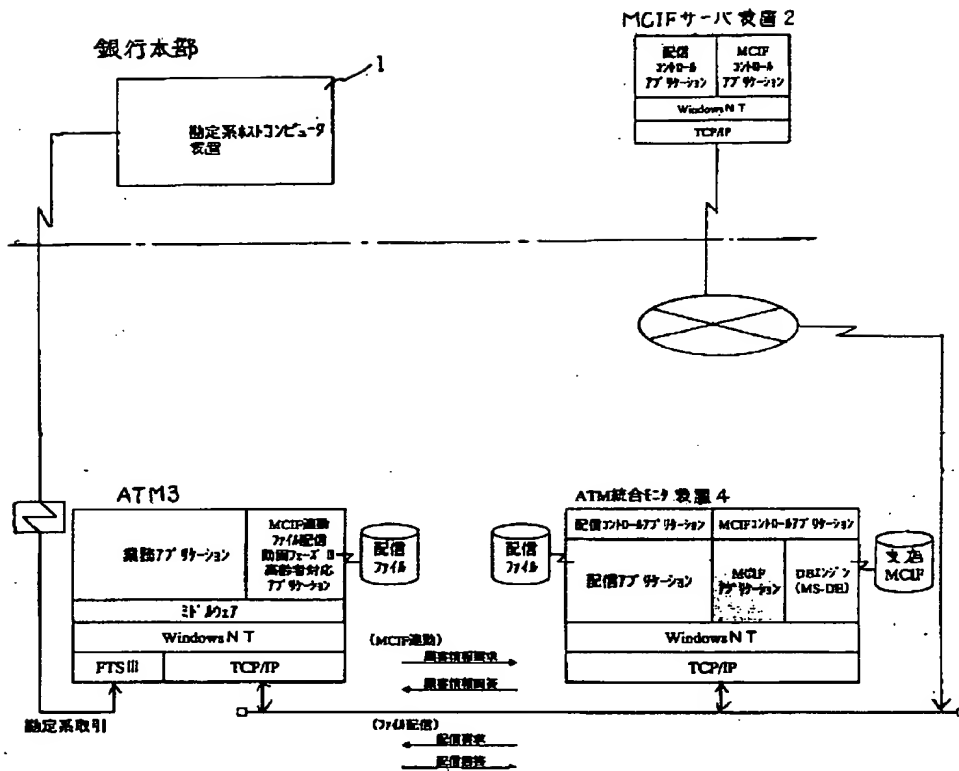 MCIFサーバ装置2
銀行本部
1
勘定系ホストコンピュータ
装置
配信
コントロール
アプリケーション
MCIF
コントロール
アプリケーション
Windows NT
TCP/IP
ATM3
業務アプリケーション
MCIF連動
ファイル配信
動画フェーズⅡ
高齢者対応
アプリケーション
配信
ファイル
ミドルウェア
Windows NT
FTSⅢ
TCP/IP
勘定系取引
ATM統合モニタ装置4
配信
ファイル
配信コントロールアプリケーション
MCIFコントロールアプリケーション
配信アプリケーション
MCIF
アプリケーション
DBエンジン
(MS-DB)
支店
MCIF
Windows NT
TCP/IP
(MCIF連動)
顧客情報要求
顧客情報回答
(ファイル配信)
配信要求
配信回答